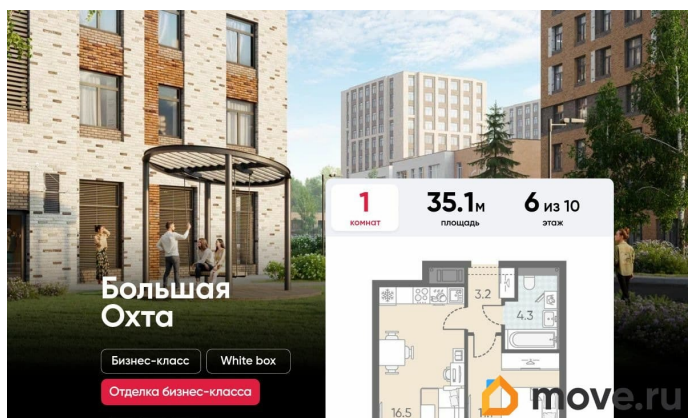 1
комнат
35.1м
площадь
6 из 10
этаж
3.2
4.3
Большая
Охта
Бизнес-класс
White box
Отделка бизнес-класса
16.5
move.ru